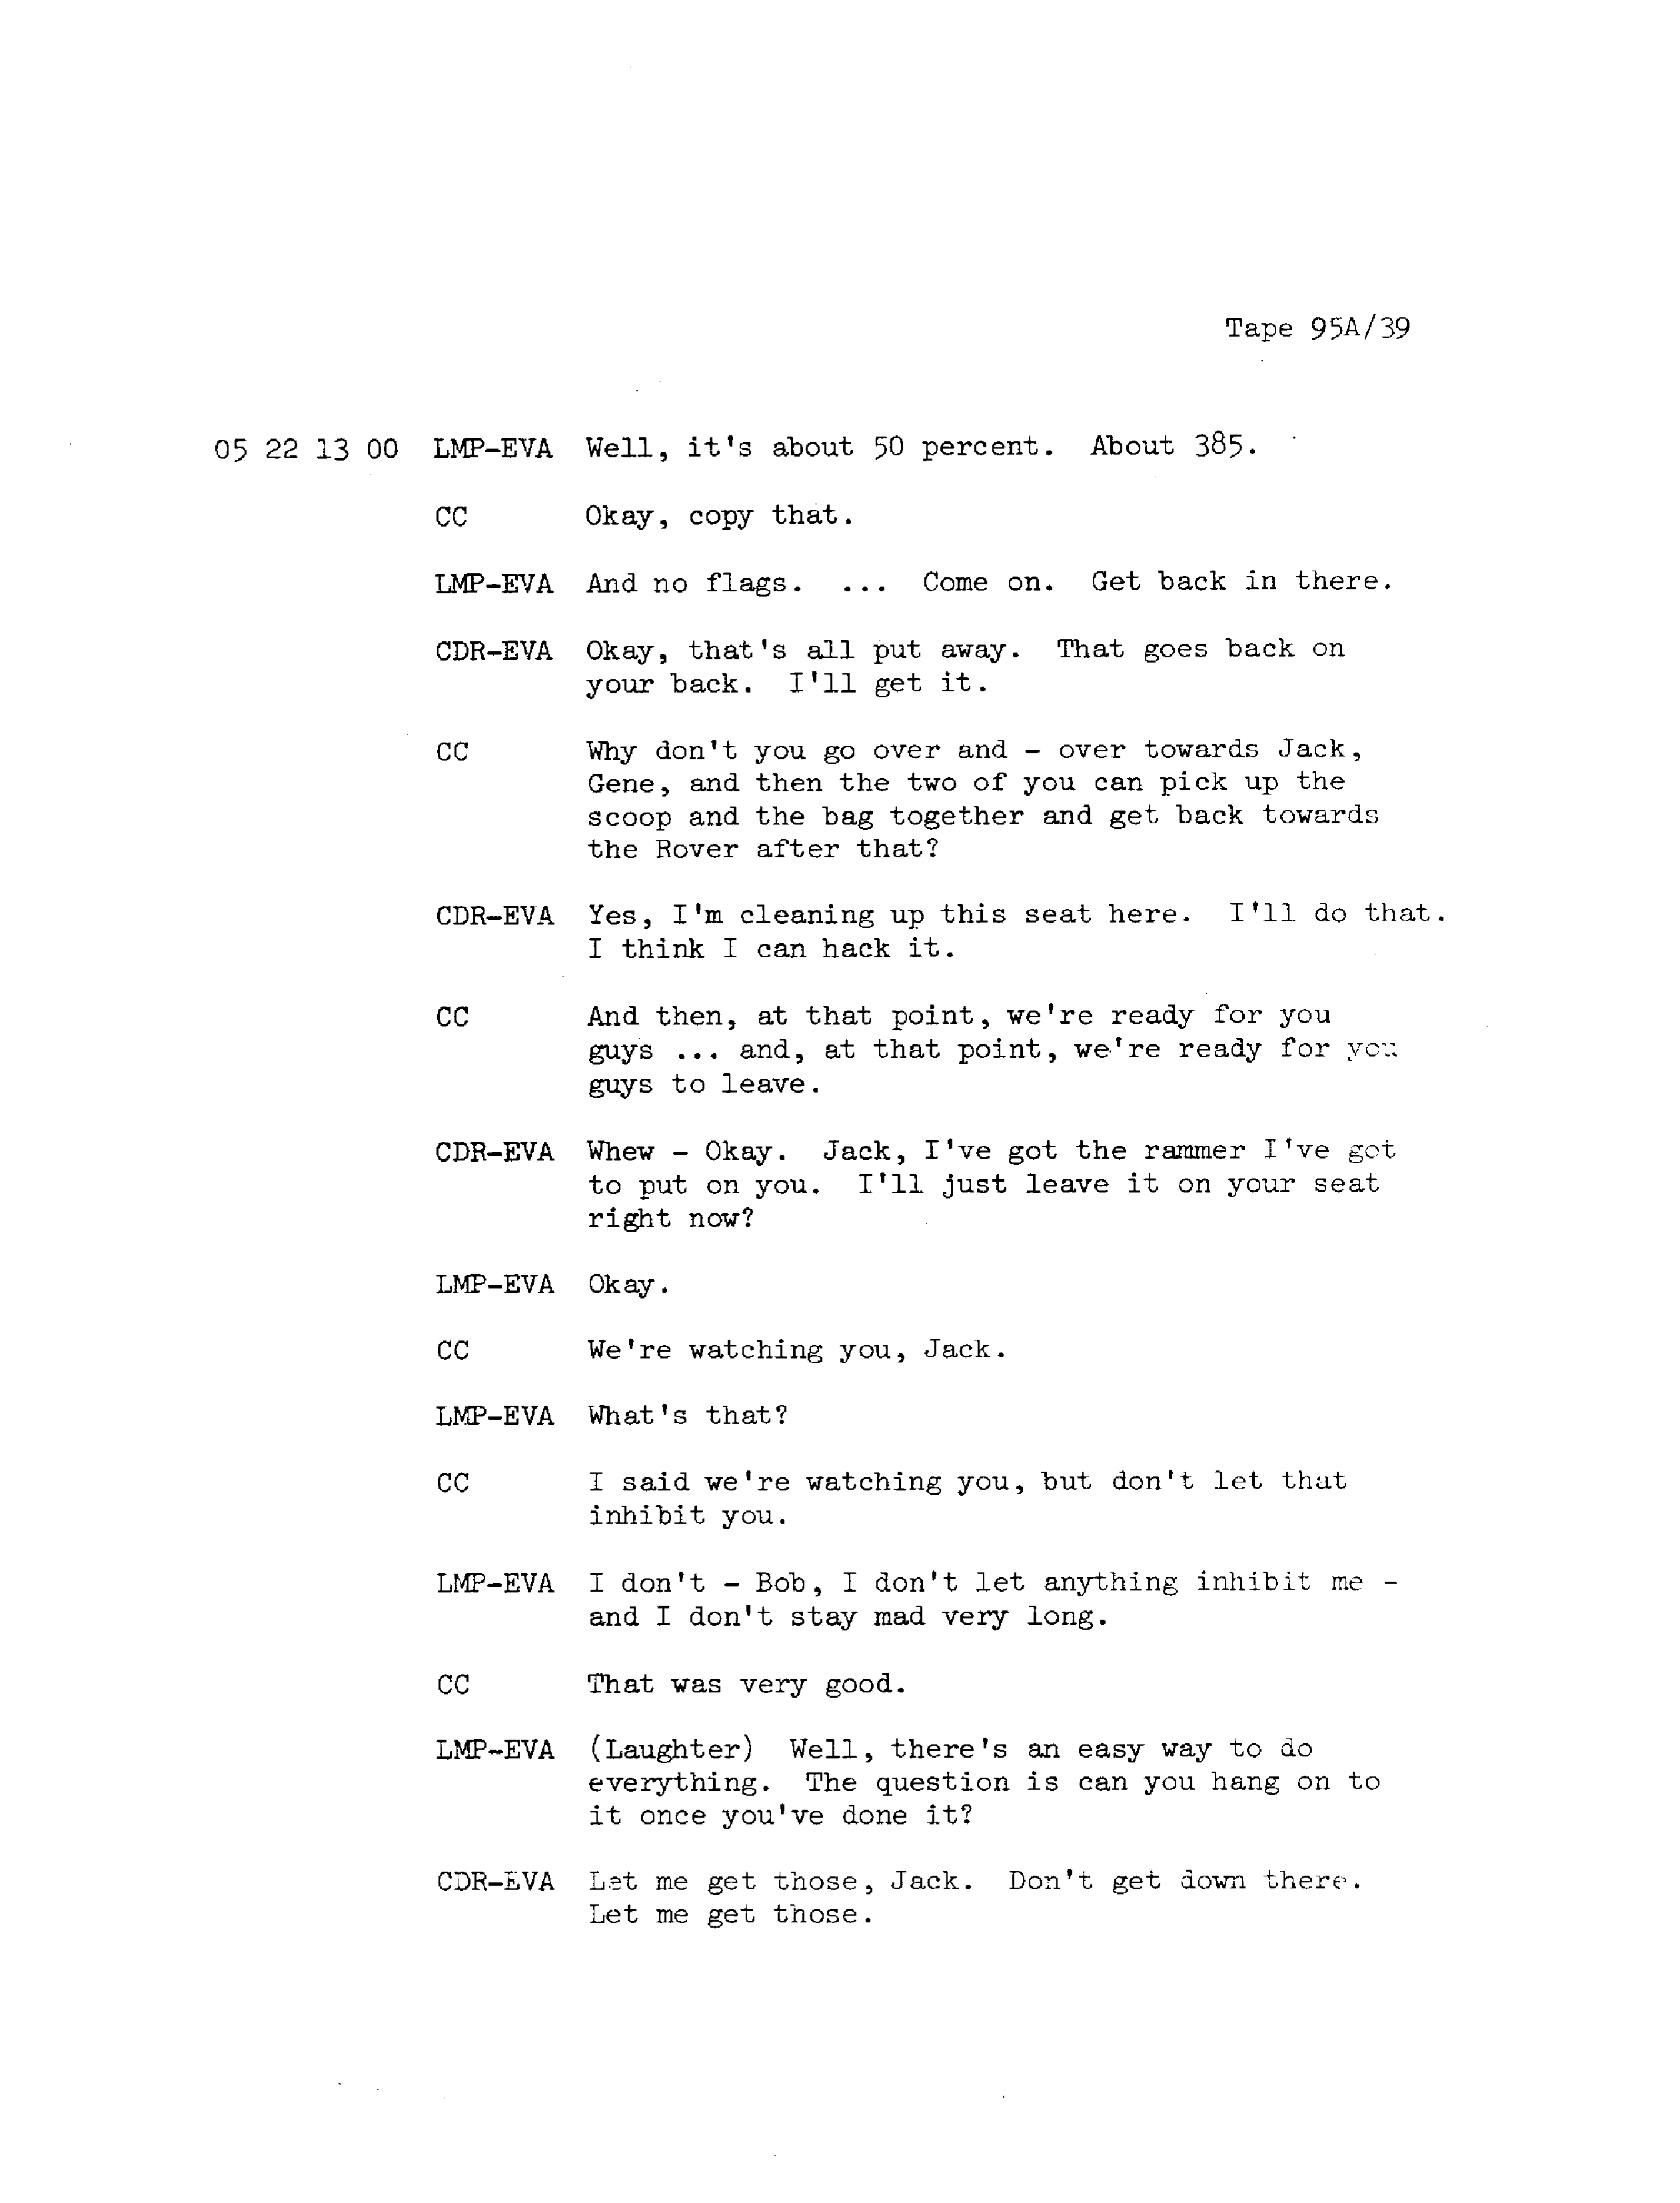 Tape 95A/39
05 22 13 00 LMP-EVA Well, it's about 50 percent. About 385.
CC Okay, copy that.
LMP-EVA And no flags. ... Come on. Get back in there.
CDR-EVA Okay, that's all put away. That goes back on
your back. I'll get it.
CC Why don't you go over and - over towards Jack,
Gene, and then the two of you can pick up the
scoop and the bag together and get back towards
the Rover after that?
CDR-EVA Yes, I'm cleaning up this seat here. I'll do that.
I think I can hack it.
CC And then, at that point, we're ready for you
guys ... and, at that point, we're ready for you
guys to leave.
CDR-EVA Whew - Okay. Jack, I've got the rammer I've got
to put on you. I'll just leave it on your seat
right now?
LMP-EVA Okay.
CC We're watching you, Jack.
LMP-EVA What's that?
CC I said we're watching you, but don't let that
inhibit you.
LMP-EVA I don't - Bob, I don't let anything inhibit me -
and I don't stay mad very long.
CC That was very good.
LMP-EVA (Laughter) Well, there's an easy way to do
everything. The question is can you hang on to
it once you've done it?
CDR-EVA Let me get those, Jack. Don't get down there.
Let me get those.